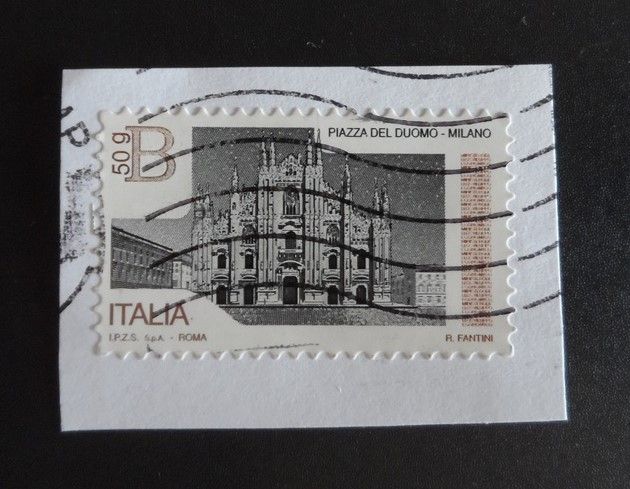 50 g B
PIAZZA DEL DUOMO - MILANO
ITALIA
I.P.Z.S. S.p.A. - ROMA
R. FANTINI